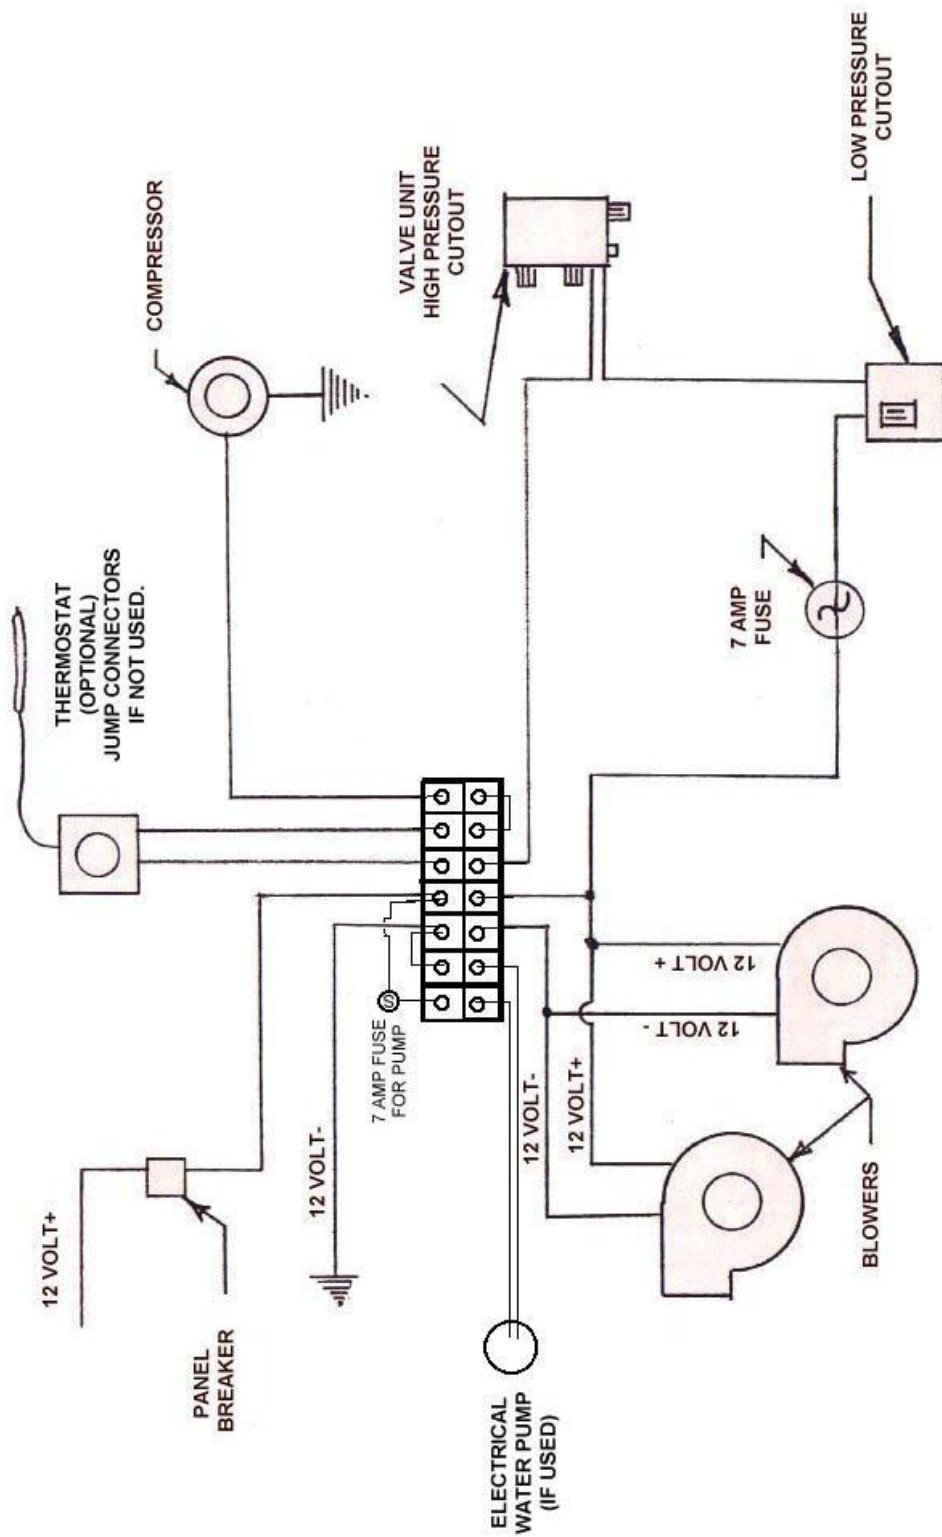 12 VOLT+
PANEL
BREAKER
12 VOLT-
7 AMP FUSE
FOR PUMP
S
THERMOSTAT
(OPTIONAL)
JUMP CONNECTORS
IF NOT USED.
COMPRESSOR
VALVE UNIT
HIGH PRESSURE
CUTOUT
ELECTRICAL
WATER PUMP
(IF USED)
12 VOLT-
12 VOLT+
12 VOLT +
12 VOLT -
BLOWERS
7 AMP
FUSE
LOW PRESSURE
CUTOUT